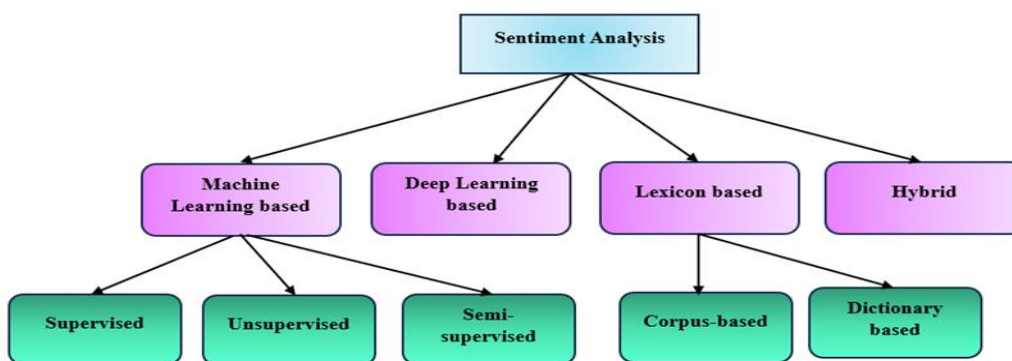 Sentiment Analysis
Machine
Learning based
Deep Learning
based
Lexicon based
Hybrid
Supervised
Unsupervised
Semi-
supervised
Corpus-based
Dictionary
based